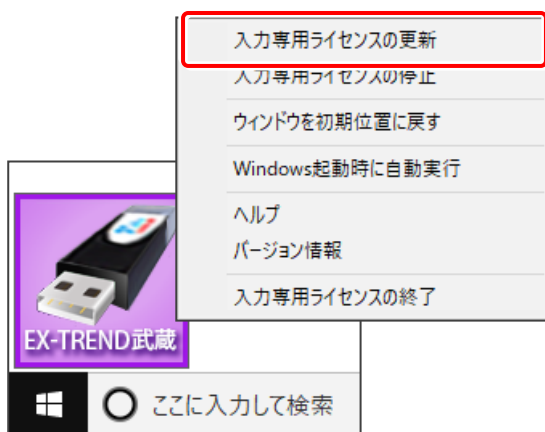 入力専用ライセンスの更新
入力専用ライセンスの停止
ウィンドウを初期位置に戻す
Windows起動時に自動実行
ヘルプ
バージョン情報
入力専用ライセンスの終了
EX-TREND武蔵
ここに入力して検索